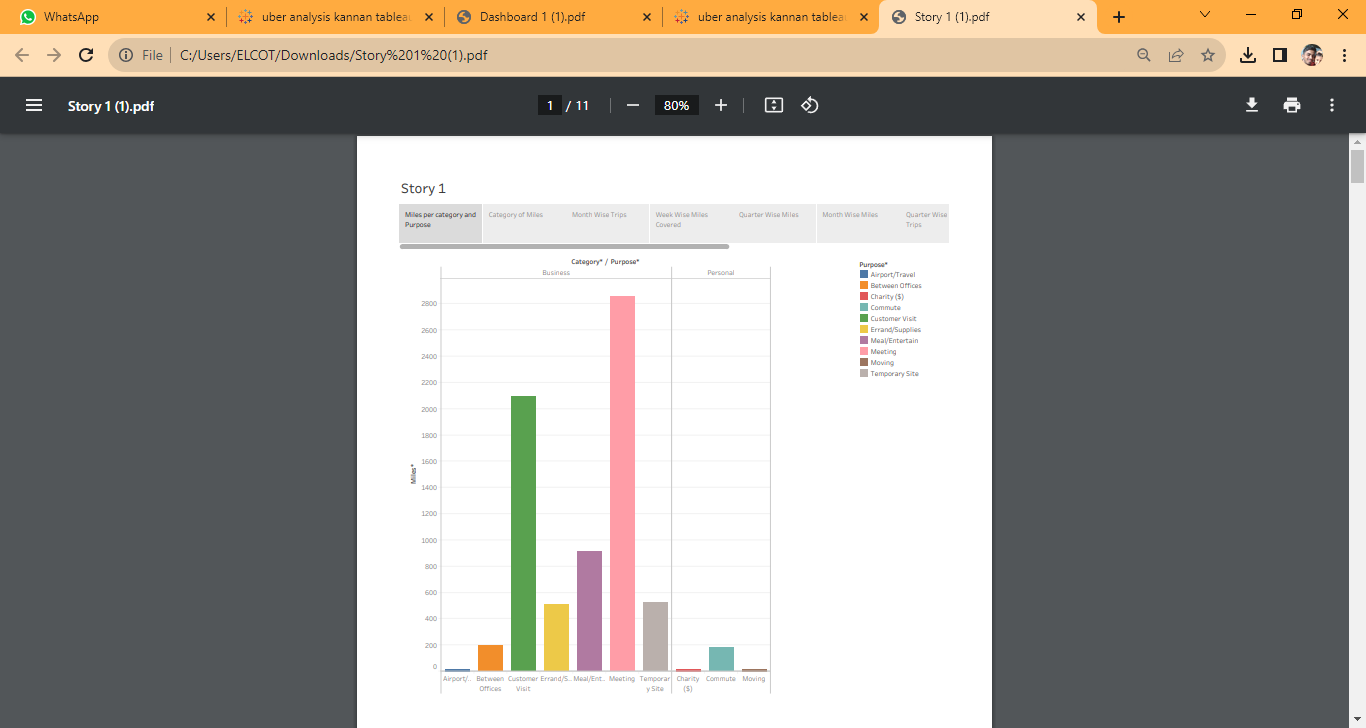 WhatsApp
uber analysis kannan tablea
Dashboard 1 (1).pdf
uber analysis kannan tablea
Story 1 (1).pdf
File
C:/Users/ELCOT/Downloads/Story%201%20(1).pdf
Story 1 (1).pdf
1 / 11
80%
Story 1
Miles per category and
Purpose
Category of Miles
Month Wise Trips
Week Wise Miles
Covered
Quarter Wise Miles
Month Wise Miles
Quarter Wise
Trips
Category* / Purpose*
Business
Personal
Miles*
2800
2600
2400
2200
2000
1800
1600
1400
1200
1000
800
600
400
200
0
Airport/..
Between
Offices
Customer
Visit
Errand/S..
Meal/Ent..
Meeting
Temporar
y Site
Charity
($)
Commute
Moving
Purpose*
Airport/Travel
Between Offices
Charity ($)
Commute
Customer Visit
Errand/Supplies
Meal/Entertain
Meeting
Moving
Temporary Site